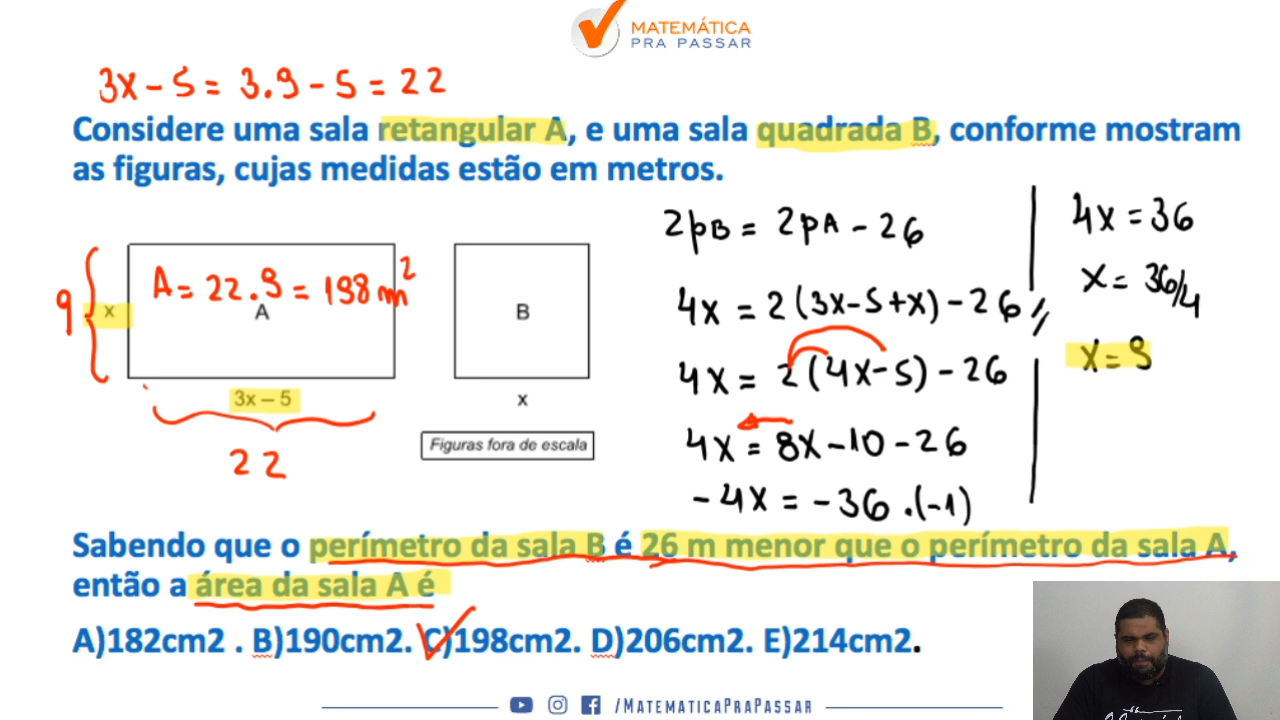 MATEMÁTICA
PRA PASSAR
3x - 5 = 3.9 - 5 = 22
Considere uma sala retangular A, e uma sala quadrada B, conforme mostram
as figuras, cujas medidas estão em metros.
9
x
A = 22.9 = 198 m²
A
3x – 5
22
B
x
Figuras fora de escala
2pB = 2pA - 26
4x = 2(3x-5+x) - 26
4x = 2(4x-5) - 26
4x = 8x - 10 - 26
-4x = -36 .(-1)
4x = 36
x = 36/4
x = 9
Sabendo que o perímetro da sala B é 26 m menor que o perímetro da sala A,
então a área da sala A é
A)182cm2 . B)190cm2. C)198cm2. D)206cm2. E)214cm2.
/MatematicaPraPassar